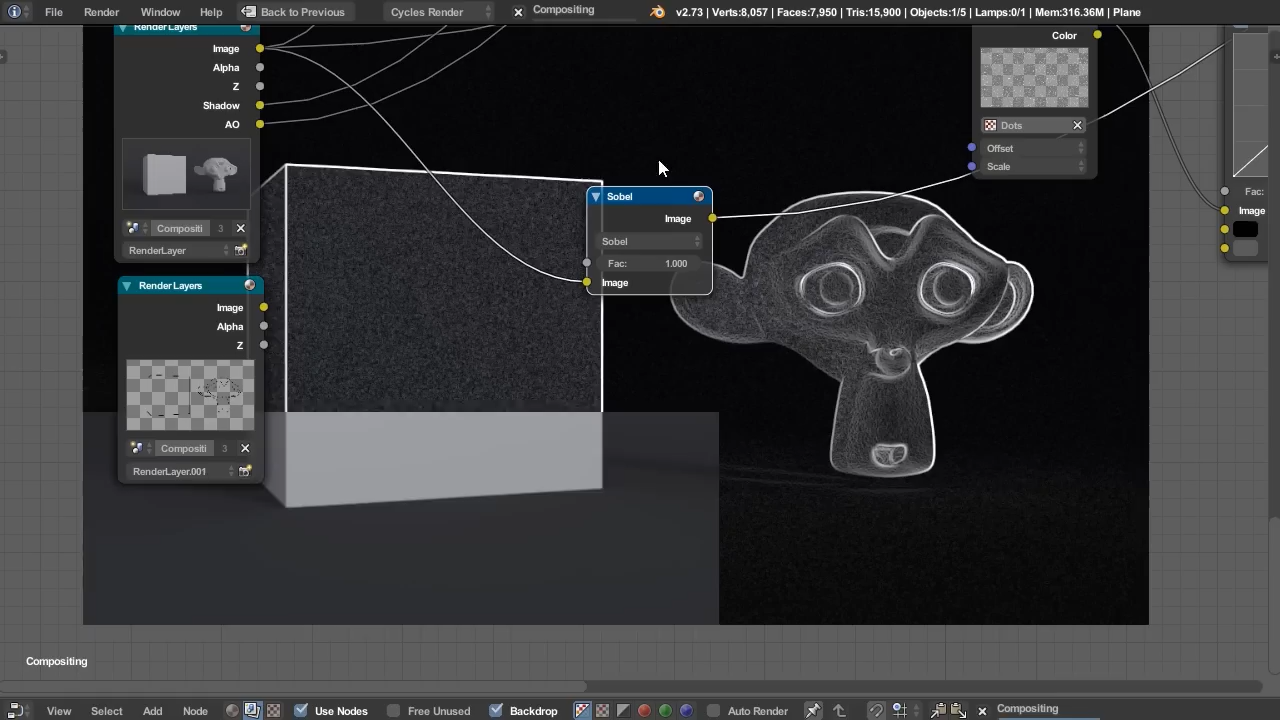 File Render Window Help Back to Previous Cycles Render Compositing v2.73 | Verts:8,057 | Faces:7,950 | Tris:15,900 | Objects:1/5 | Lamps:0/1 | Mem:316.36M | Plane
Render Layers
Image
Alpha
Z
Shadow
AO
Compositi 3
RenderLayer
Render Layers
Image
Alpha
Z
Compositi 3
RenderLayer.001
Sobel
Image
Sobel
Fac: 1.000
Image
Color
Dots
Offset
Scale
Fac:
Image
Compositing
View Select Add Node Use Nodes Free Unused Backdrop Auto Render Compositing